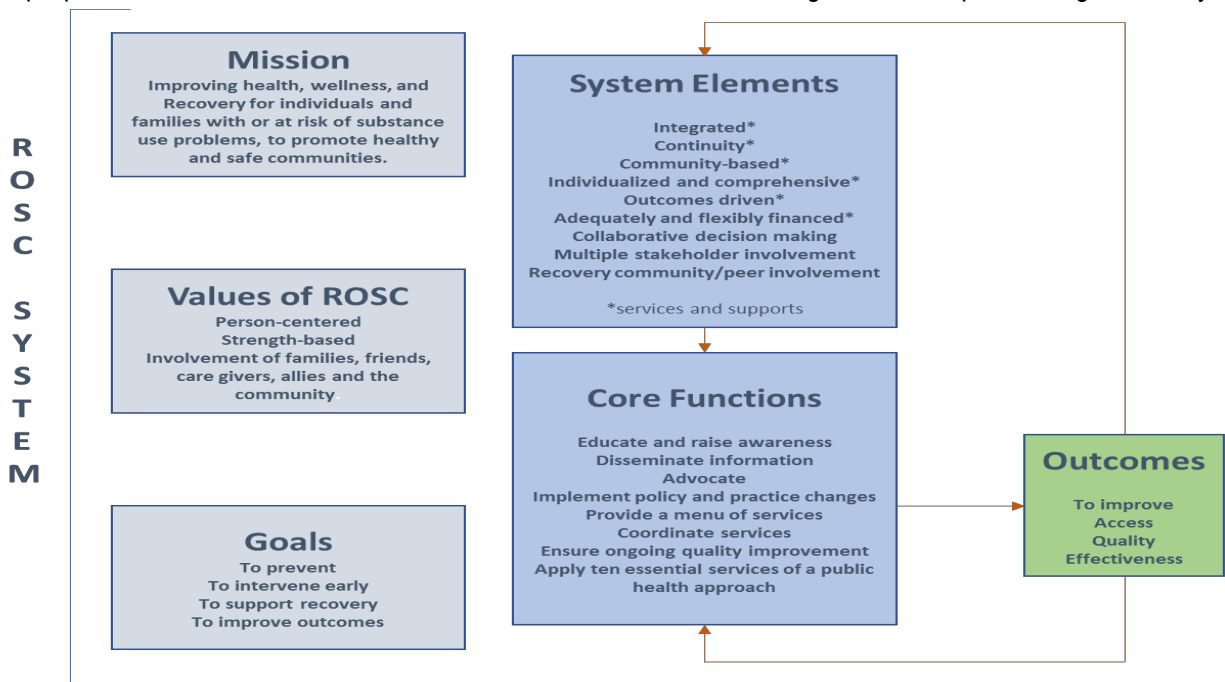 ROSC SYSTEM
Mission
Improving health, wellness, and
Recovery for individuals and
families with or at risk of substance
use problems, to promote healthy
and safe communities.
Values of ROSC
Person-centered
Strength-based
Involvement of families, friends,
care givers, allies and the
community.
Goals
To prevent
To intervene early
To support recovery
To improve outcomes
System Elements
Integrated*
Continuity*
Community-based*
Individualized and comprehensive*
Outcomes driven*
Adequately and flexibly financed*
Collaborative decision making
Multiple stakeholder involvement
Recovery community/peer involvement
*services and supports
Core Functions
Educate and raise awareness
Disseminate information
Advocate
Implement policy and practice changes
Provide a menu of services
Coordinate services
Ensure ongoing quality improvement
Apply ten essential services of a public
health approach
Outcomes
To improve
Access
Quality
Effectiveness